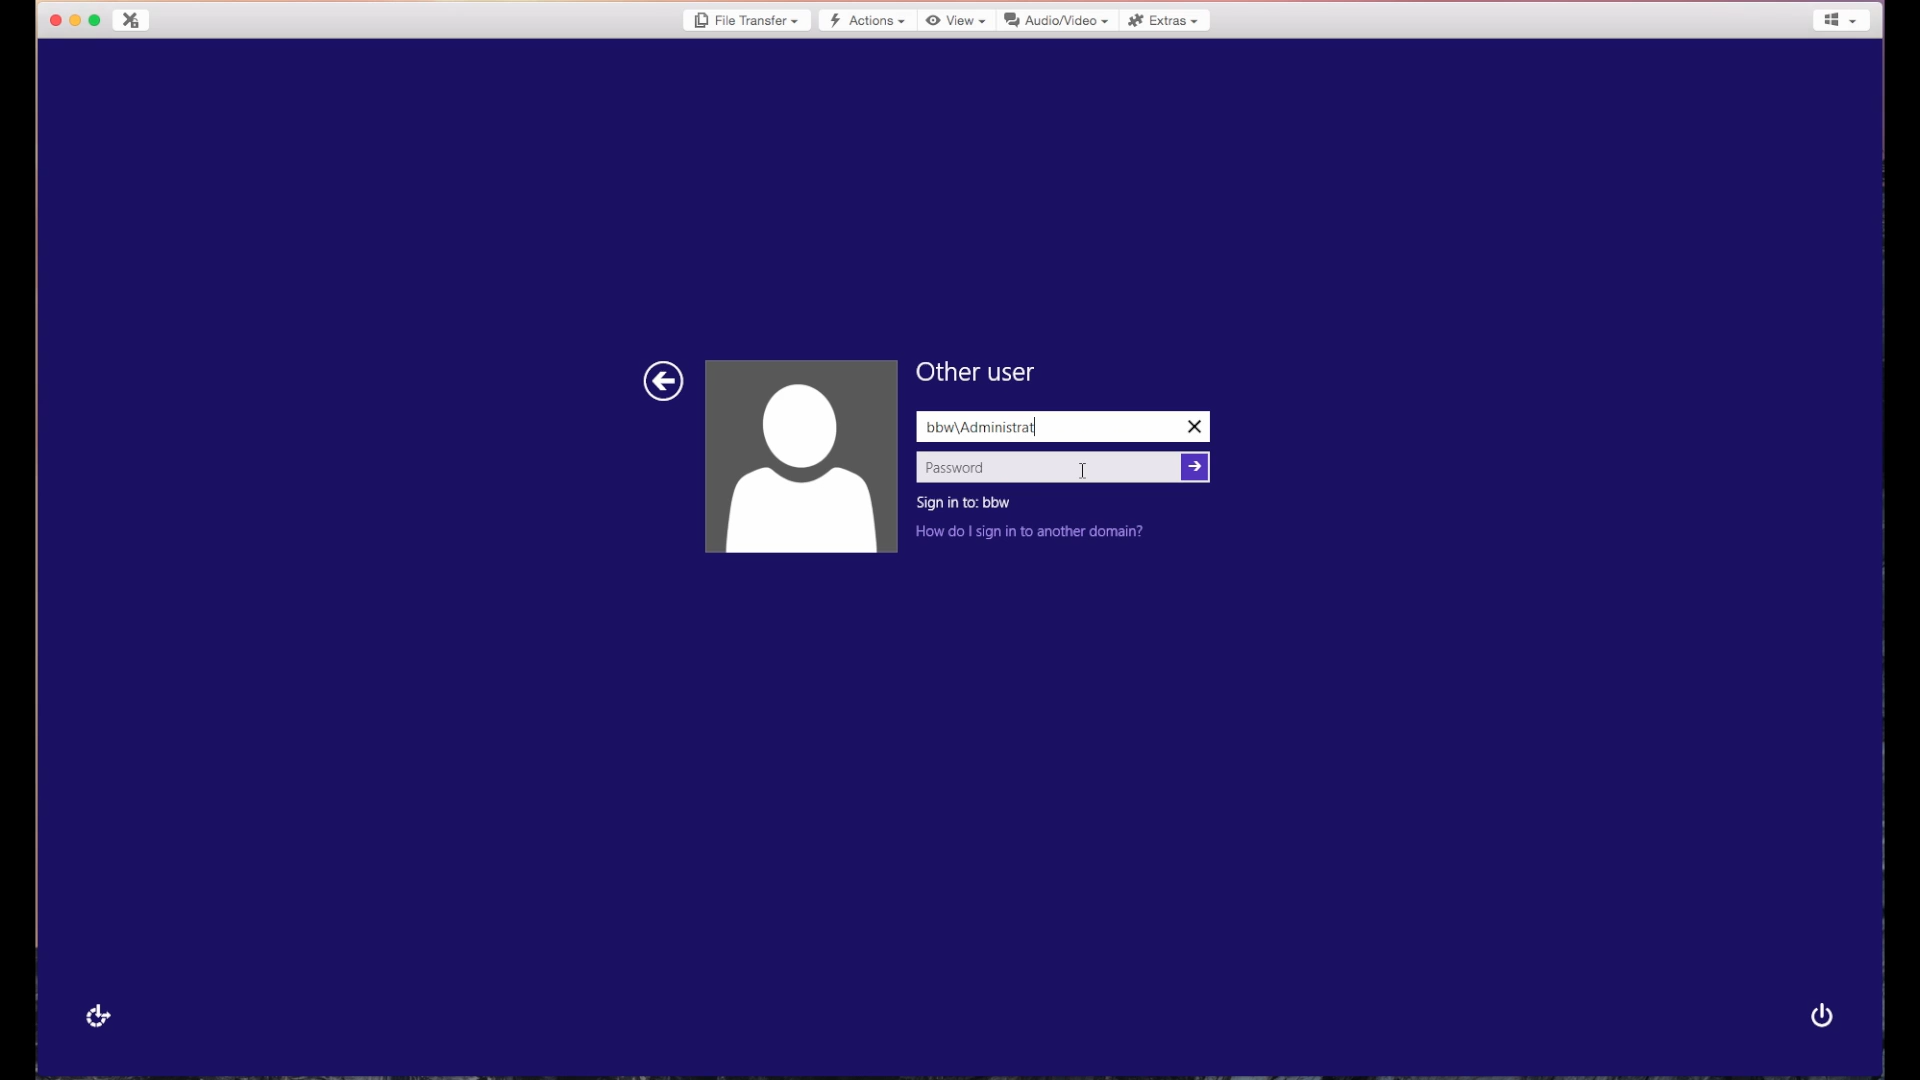 File Transfer
Actions
View
Audio/Video
Extras
Other user
bbw\Administrat
Password
Sign in to: bbw
How do I sign in to another domain?